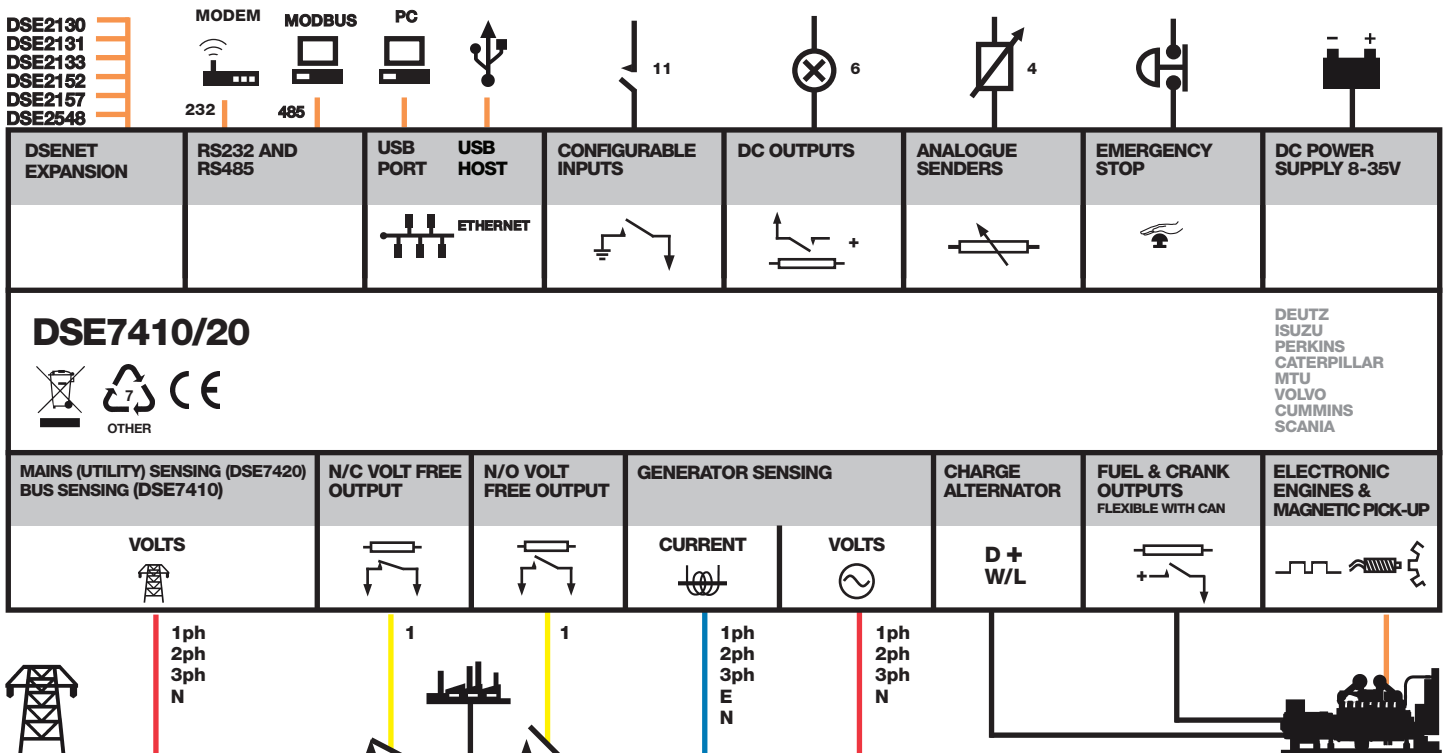 DSE2130
DSE2131
DSE2133
DSE2152
DSE2157
DSE2548
MODEM
232
MODBUS
485
PC
11
6
4
- +
DSENET
EXPANSION
RS232 AND
RS485
USB
PORT
USB
HOST
ETHERNET
CONFIGURABLE
INPUTS
DC OUTPUTS
+
ANALOGUE
SENDERS
EMERGENCY
STOP
DC POWER
SUPPLY 8-35V
DSE7410/20
7
OTHER
CE
DEUTZ
ISUZU
PERKINS
CATERPILLAR
MTU
VOLVO
CUMMINS
SCANIA
MAINS (UTILITY) SENSING (DSE7420)
BUS SENSING (DSE7410)
VOLTS
N/C VOLT FREE
OUTPUT
N/O VOLT
FREE OUTPUT
GENERATOR SENSING
CURRENT
VOLTS
CHARGE
ALTERNATOR
D +
W/L
FUEL & CRANK
OUTPUTS
FLEXIBLE WITH CAN
+
ELECTRONIC
ENGINES &
MAGNETIC PICK-UP
1ph
2ph
3ph
N
1
1
1ph
2ph
3ph
E
N
1ph
2ph
3ph
N